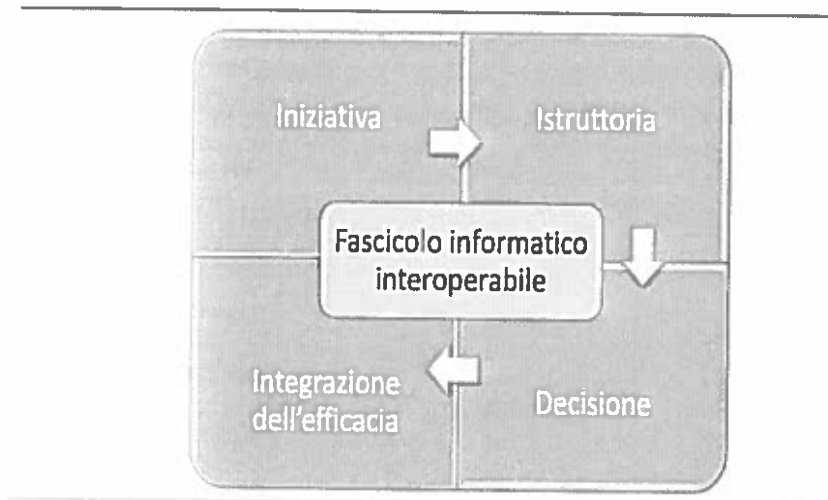 Iniziativa
Istruttoria
Fascicolo informatico
interoperabile
Integrazione
dell'efficacia
Decisione